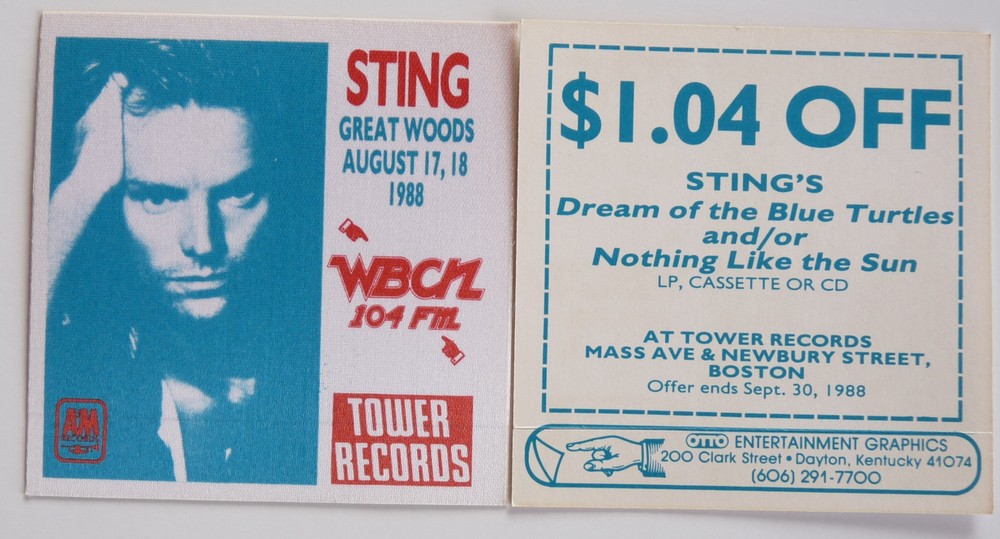 STING
GREAT WOODS
AUGUST 17, 18
1988
WBCN
104 FM
TOWER
RECORDS
A&M
RECORDS
$1.04 OFF
STING'S
Dream of the Blue Turtles
and/or
Nothing Like the Sun
LP, CASSETTE OR CD
AT TOWER RECORDS
MASS AVE & NEWBURY STREET,
BOSTON
Offer ends Sept. 30, 1988
OTTO ENTERTAINMENT GRAPHICS
200 Clark Street • Dayton, Kentucky 41074
(606) 291-7700